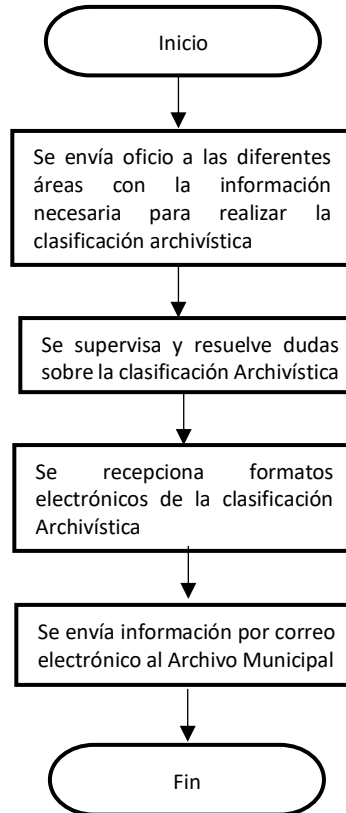 Inicio
Se envía oficio a las diferentes
áreas con la información
necesaria para realizar la
clasificación archivística
Se supervisa y resuelve dudas
sobre la clasificación Archivística
Se recepciona formatos
electrónicos de la clasificación
Archivística
Se envía información por correo
electrónico al Archivo Municipal
Fin